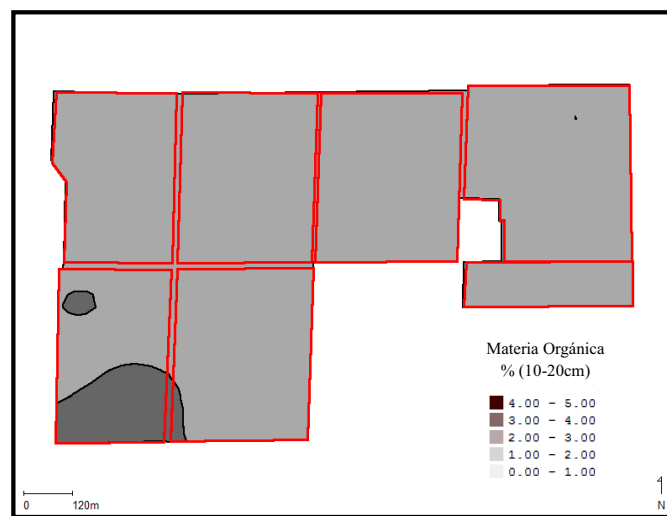 Materia Orgánica
% (10-20cm)
4.00 - 5.00
3.00 - 4.00
2.00 - 3.00
1.00 - 2.00
0.00 - 1.00
0 120m
N